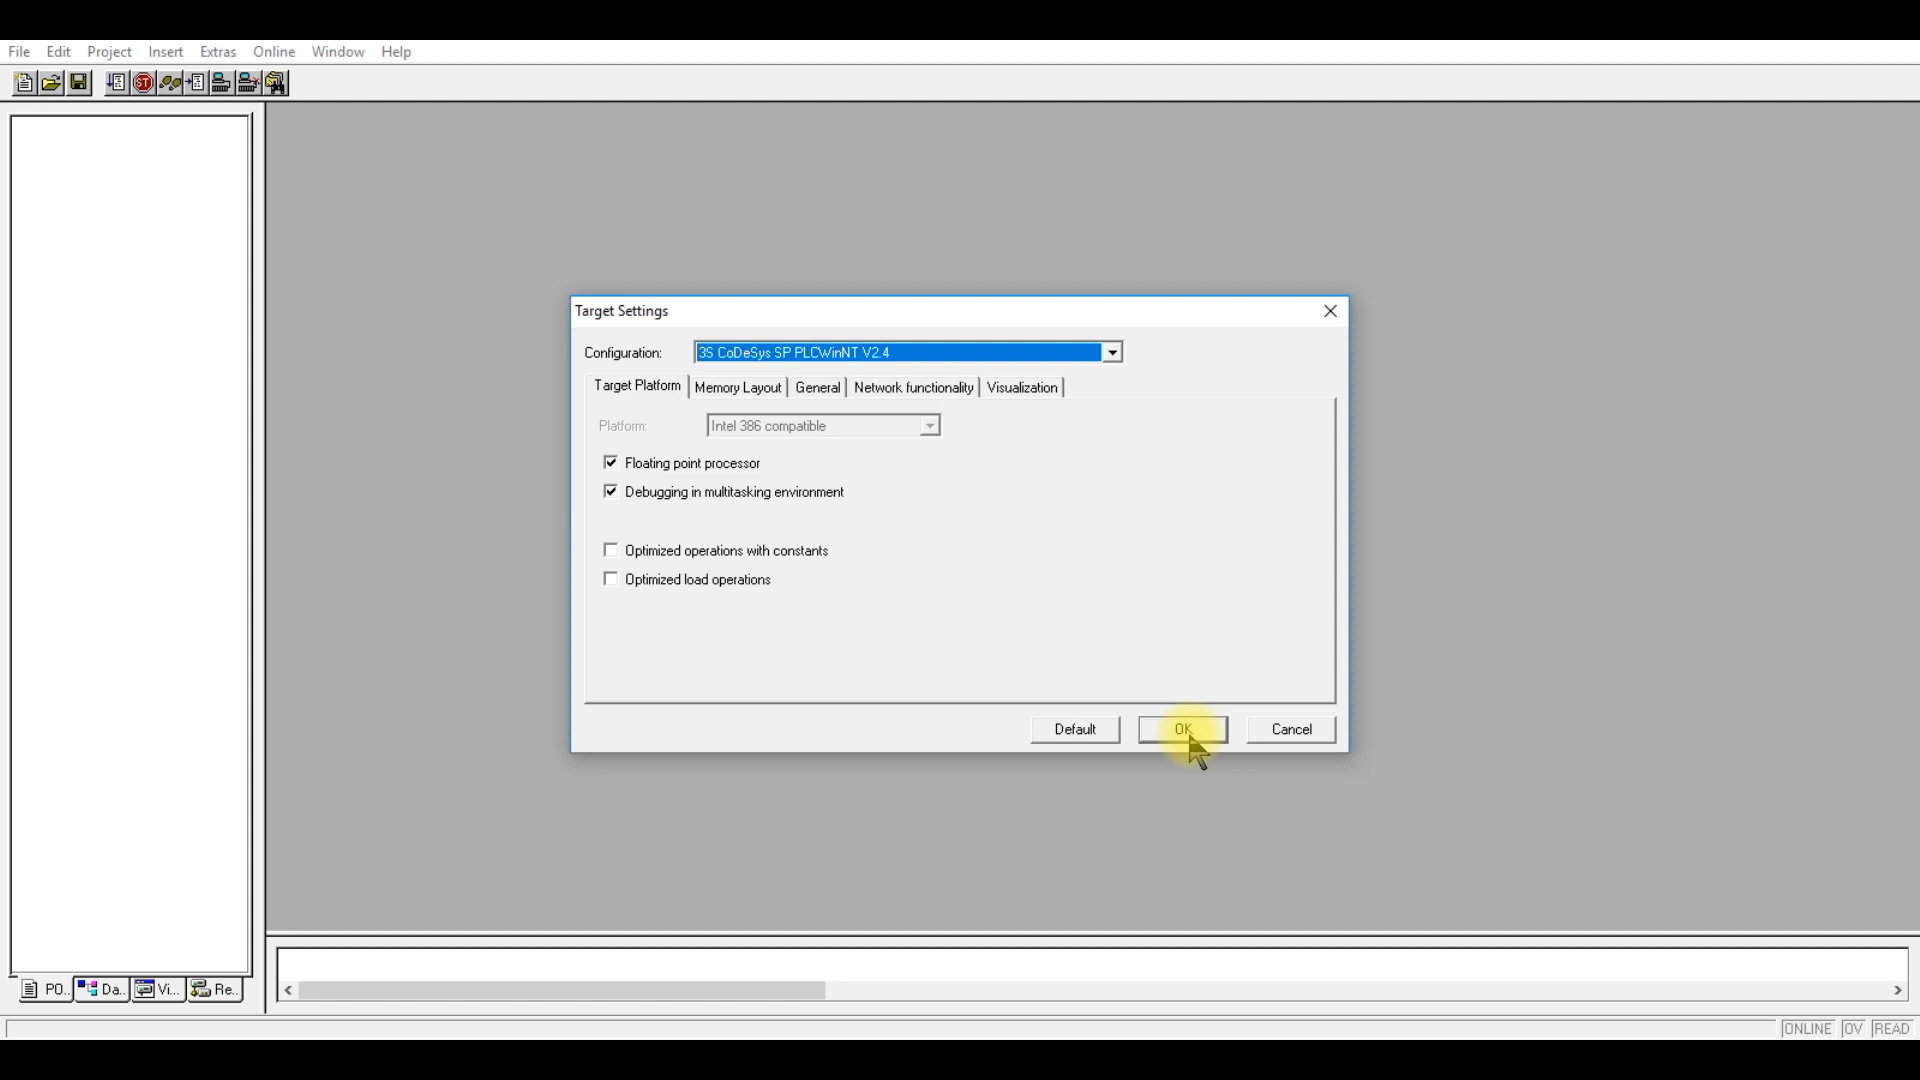 File Edit Project Insert Extras Online Window Help
ST
Target Settings
Configuration: 3S CoDeSys SP PLCWinNT V2.4
Target Platform Memory Layout General Network functionality Visualization
Platform: Intel 386 compatible
Floating point processor
Debugging in multitasking environment
Optimized operations with constants
Optimized load operations
Default OK Cancel
PO.. Da.. Vi... Re..
ONLINE OV READ